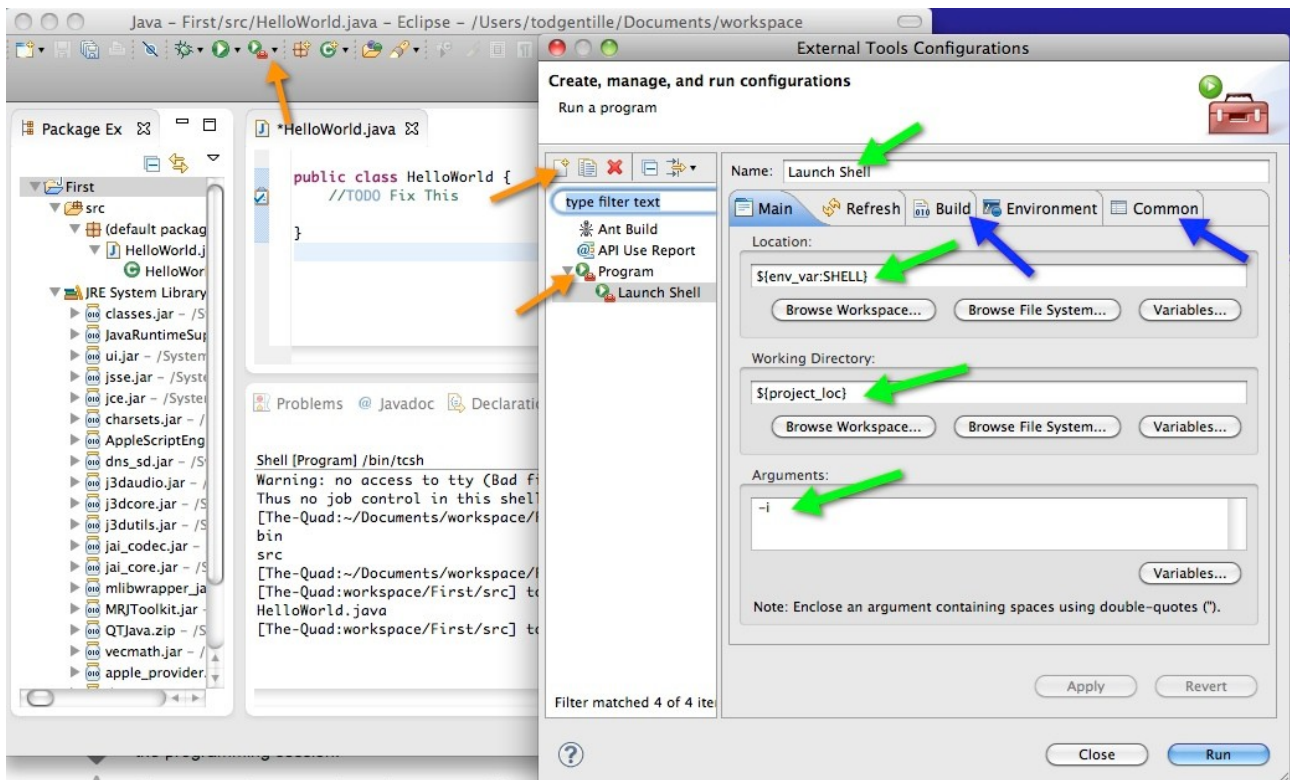 Java – First/src/HelloWorld.java – Eclipse – /Users/todgentille/Documents/workspace
Package Ex
First
src
(default packag
HelloWorld.j
HelloWor
JRE System Library
classes.jar – /S
JavaRuntimeSup
ui.jar – /System
jsse.jar – /Syste
jce.jar – /System
charsets.jar – /
AppleScriptEng
dns_sd.jar – /S
j3daudio.jar – /
j3dcore.jar – /S
j3dutils.jar – /S
jai_codec.jar –
jai_core.jar – /S
mlibwrapper_ja
MRJToolkit.jar –
QTJava.zip – /S
vecmath.jar – /
apple_provider.
*HelloWorld.java
public class HelloWorld {
//TODO Fix This
}
Problems @ Javadoc Declaratio
Shell [Program] /bin/tcsh
Warning: no access to tty (Bad fi
Thus no job control in this shell
[The-Quad:~/Documents/workspace/F
bin
src
[The-Quad:~/Documents/workspace/F
[The-Quad:workspace/First/src] to
HelloWorld.java
[The-Quad:workspace/First/src] to
External Tools Configurations
Create, manage, and run configurations
Run a program
type filter text
Ant Build
API Use Report
Program
Launch Shell
Filter matched 4 of 4 ite
Name: Launch Shell
Main Refresh Build Environment Common
Location:
${env_var:SHELL}
Browse Workspace... Browse File System... Variables...
Working Directory:
${project_loc}
Browse Workspace... Browse File System... Variables...
Arguments:
-i
Variables...
Note: Enclose an argument containing spaces using double-quotes (").
Apply Revert
? Close Run